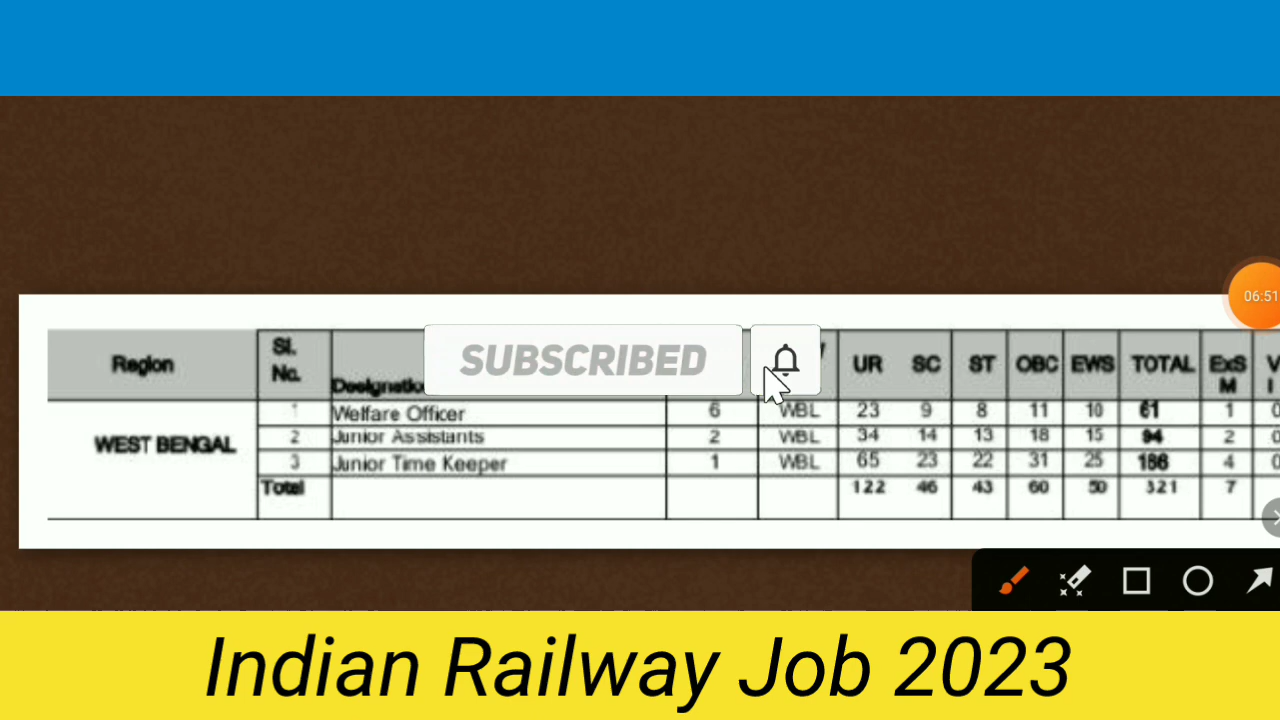 06:51
Region Sl. No. Designatio UR SC ST OBC EWS TOTAL ExS M V I
WEST BENGAL
1 Welfare Officer 6 WBL 23 9 8 11 10 61 1 0
2 Junior Assistants 2 WBL 34 14 13 18 15 94 2 0
3 Junior Time Keeper 1 WBL 65 23 22 31 25 166 4 0
Total 122 46 43 60 50 321 7
SUBSCRIBED
Indian Railway Job 2023